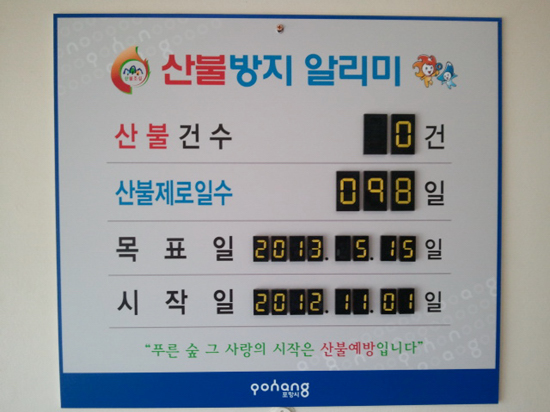 산불방지 알리미
산불건수 0 건
산불제로일수 098 일
목표일 2013. 5.15 일
시작일 2012.11.01 일
"푸른 숲 그 사랑의 시작은 산불예방입니다"
pohang
포항시